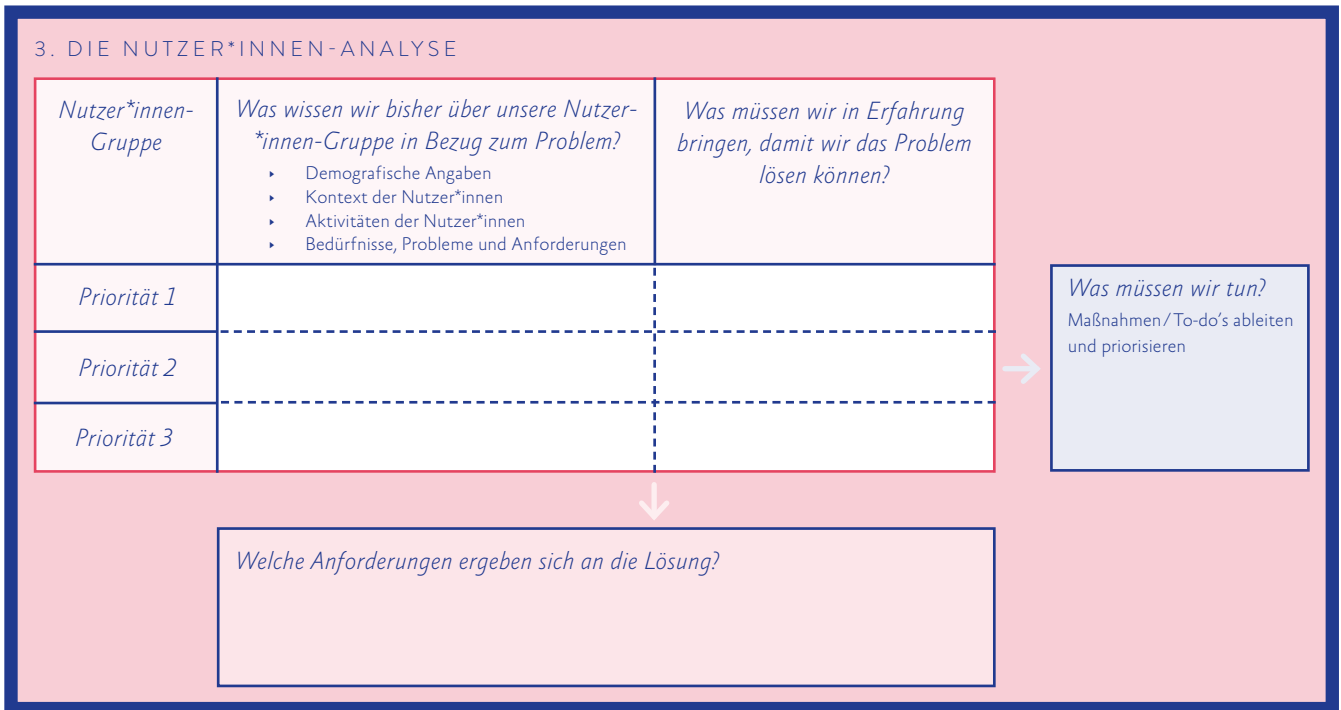 3. DIE NUTZER*INNEN-ANALYSE
Nutzer*innen-
Gruppe
Was wissen wir bisher über unsere Nutzer-
*innen-Gruppe in Bezug zum Problem?
‣ Demografische Angaben
‣ Kontext der Nutzer*innen
‣ Aktivitäten der Nutzer*innen
‣ Bedürfnisse, Probleme und Anforderungen
Was müssen wir in Erfahrung
bringen, damit wir das Problem
lösen können?
Priorität 1
Priorität 2
Priorität 3
Was müssen wir tun?
Maßnahmen/To-do's ableiten
und priorisieren
Welche Anforderungen ergeben sich an die Lösung?